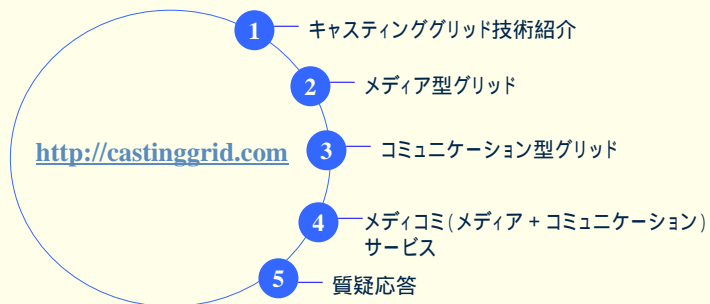 1 キャスティンググリッド技術紹介
2 メディア型グリッド
http://castinggrid.com
3 コミュニケーション型グリッド
4 メディコミ(メディア + コミュニケーション)
サービス
5 質疑応答